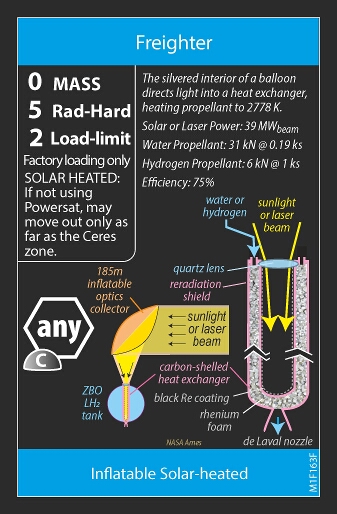 Freighter
0 MASS
5 Rad-Hard
2 Load-limit
Factory loading only
SOLAR HEATED:
If not using
Powersat, may
move out only as
far as the Ceres
zone.
The silvered interior of a balloon
directs light into a heat exchanger,
heating propellant to 2778 K.
Solar or Laser Power: 39 MWbeam
Water Propellant: 31 kN @ 0.19 ks
Hydrogen Propellant: 6 kN @ 1 ks
Efficiency: 75%
water or
hydrogen
sunlight
or laser
beam
quartz lens
reradiation
shield
185m
inflatable
optics
collector
sunlight
or laser
beam
any
C
carbon-shelled
heat exchanger
ZBO
LH₂
tank
black Re coating
rhenium
foam
NASA Ames
de Laval nozzle
Inflatable Solar-heated
M1F163F